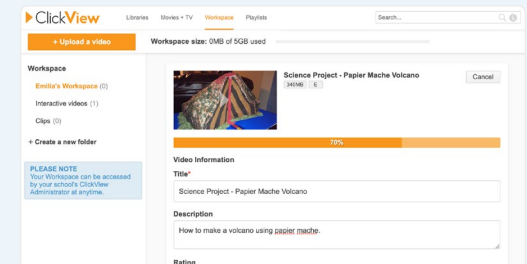 ClickView
Libraries Movies + TV Workspace Playlists Search...
+ Upload a video
Workspace size: 0MB of 5GB used
Workspace
Emilia's Workspace (0)
Interactive videos (1)
Clips (0)
+ Create a new folder
PLEASE NOTE
Your Workspace can be accessed
by your school's ClickView
Administrator at anytime.
Science Project - Papier Mache Volcano
Cancel
340MB E
70%
Video Information
Title*
Science Project - Papier Mache Volcano
Description
How to make a volcano using papier mache.
Rating